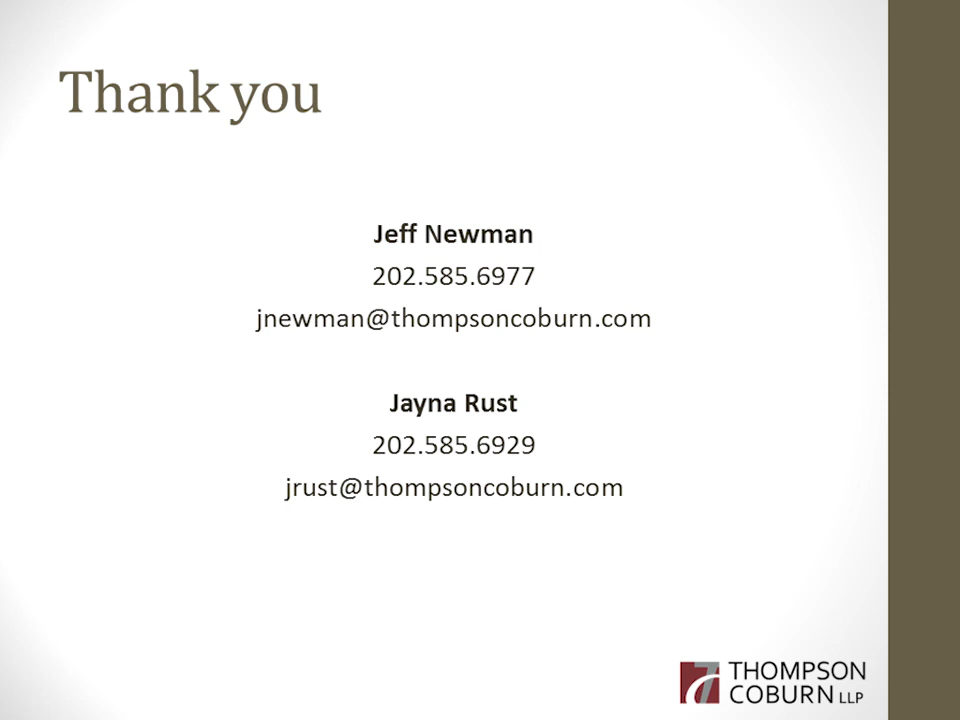 Thank you
Jeff Newman
202.585.6977
jnewman@thompsoncoburn.com
Jayna Rust
202.585.6929
jrust@thompsoncoburn.com
THOMPSON
COBURN LLP